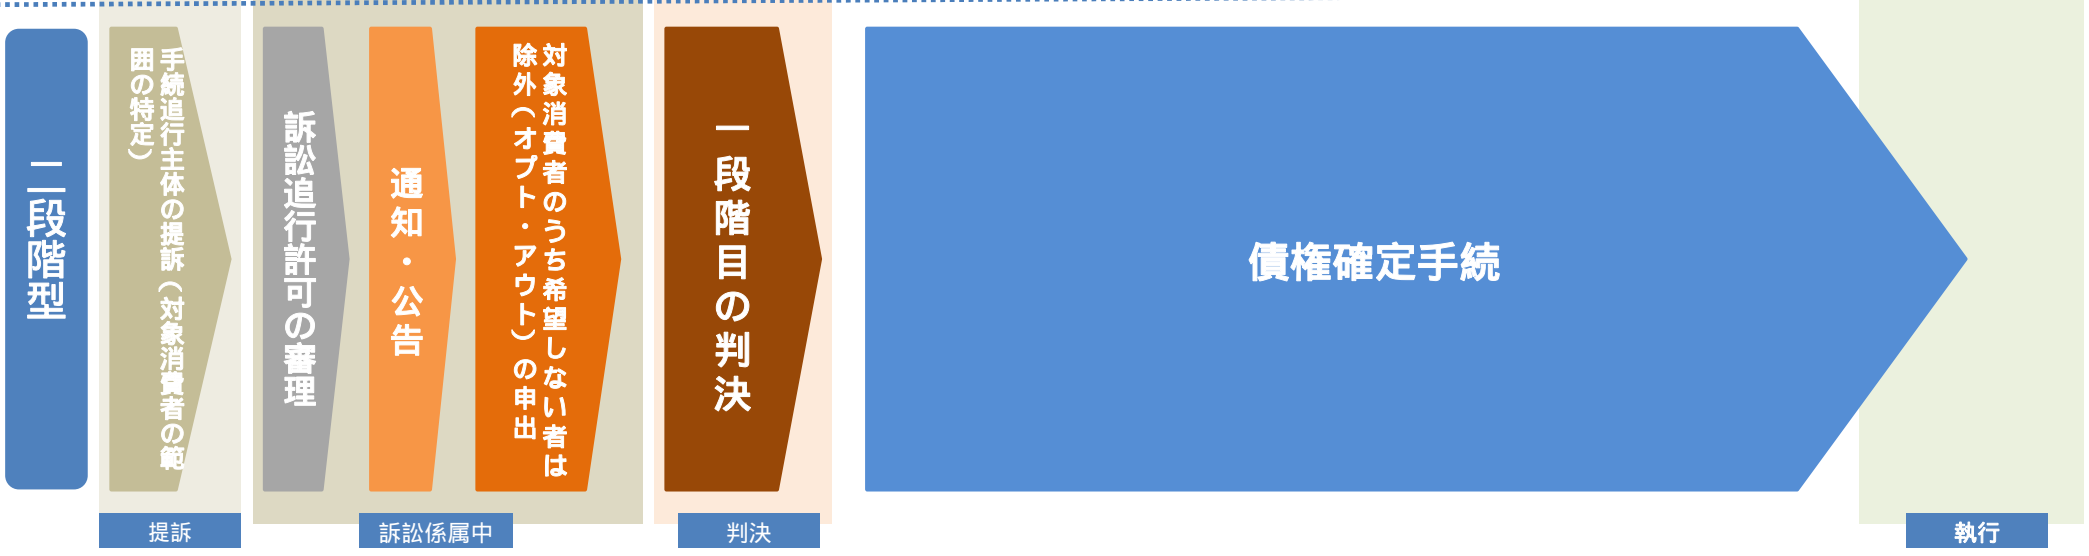 二段階型
手続追行主体の提訴（対象消費者の範
囲の特定）
訴訟追行許可の審理
通知・公告
対象消費者のうち希望しない者は
除外（オプト・アウト）の申出
一段階目の判決
債権確定手続
提訴
訴訟係属中
判決
執行